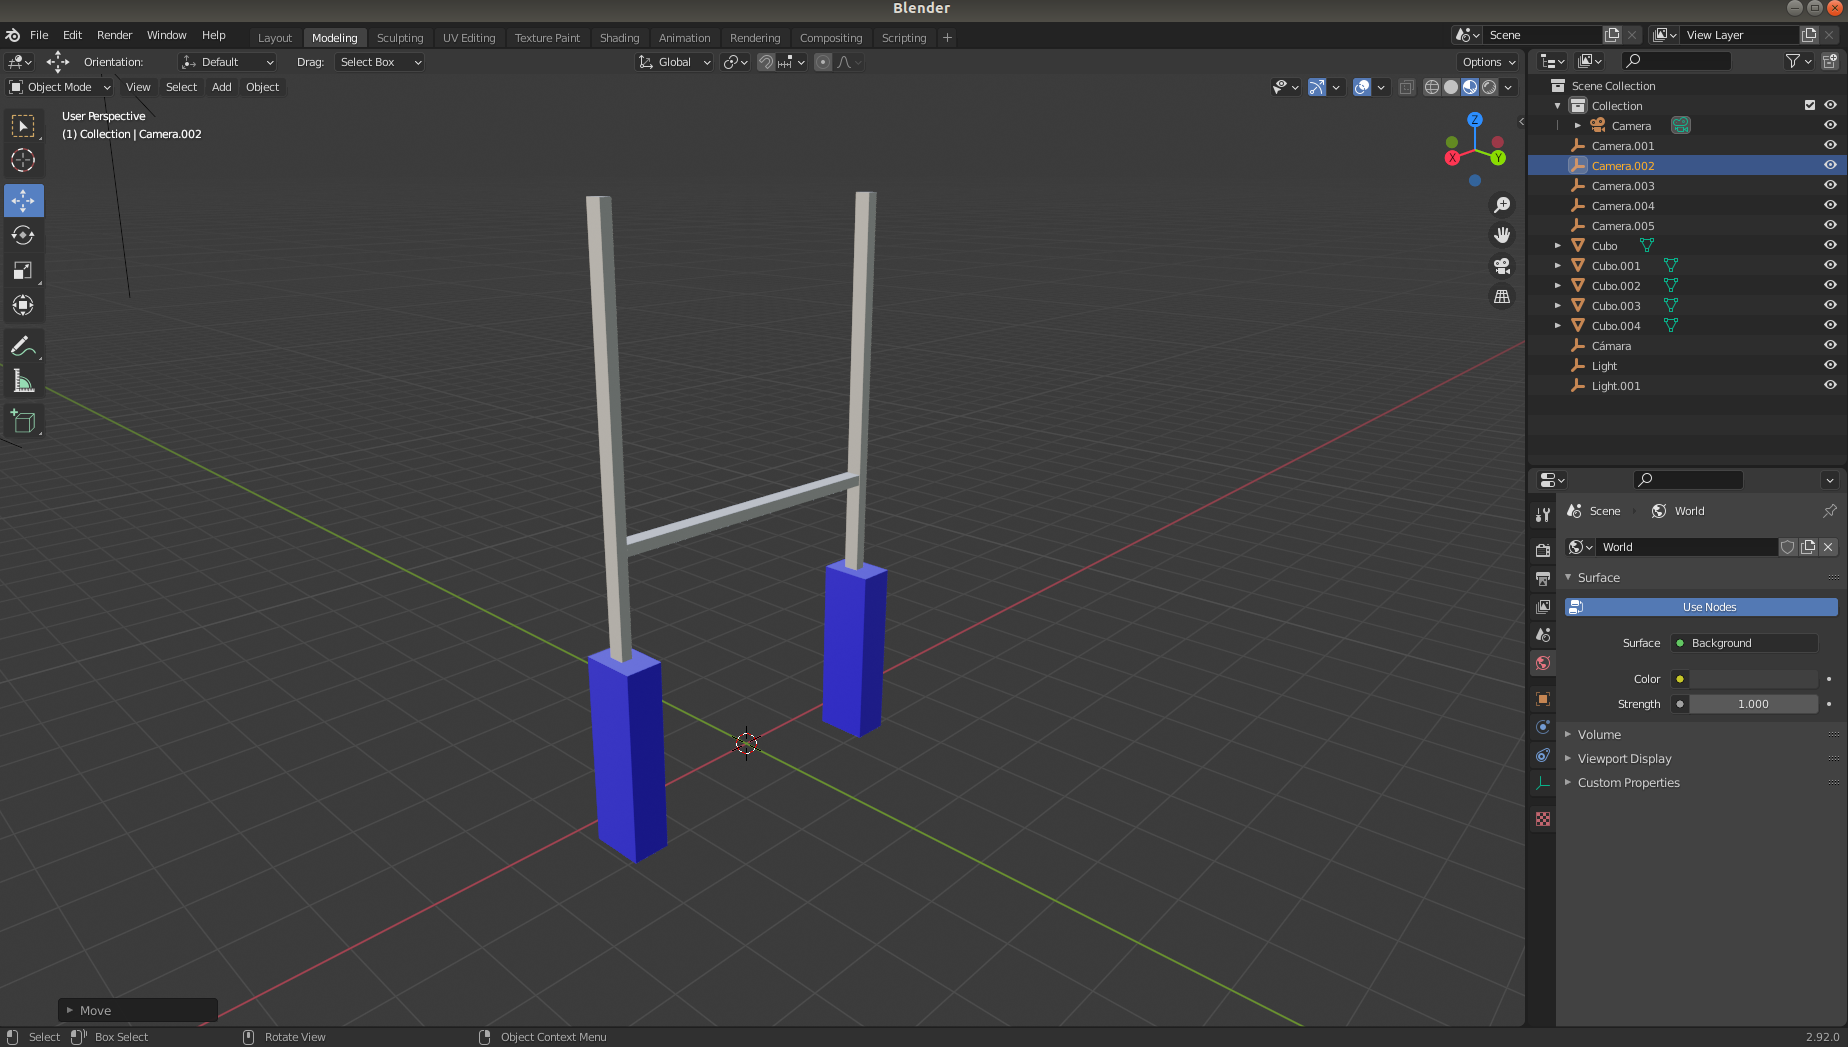 Blender
File Edit Render Window Help Layout Modeling Sculpting UV Editing Texture Paint Shading Animation Rendering Compositing Scripting + Scene View Layer
Orientation: Default Drag: Select Box Global Options
Object Mode View Select Add Object
User Perspective
(1) Collection | Camera.002
Z
X
Y
Scene Collection
Collection
Camera
Camera.001
Camera.002
Camera.003
Camera.004
Camera.005
Cubo
Cubo.001
Cubo.002
Cubo.003
Cubo.004
Cámara
Light
Light.001
Scene World
World
Surface
Use Nodes
Surface Background
Color
Strength 1.000
Volume
Viewport Display
Custom Properties
Move
Select Box Select Rotate View Object Context Menu 2.92.0